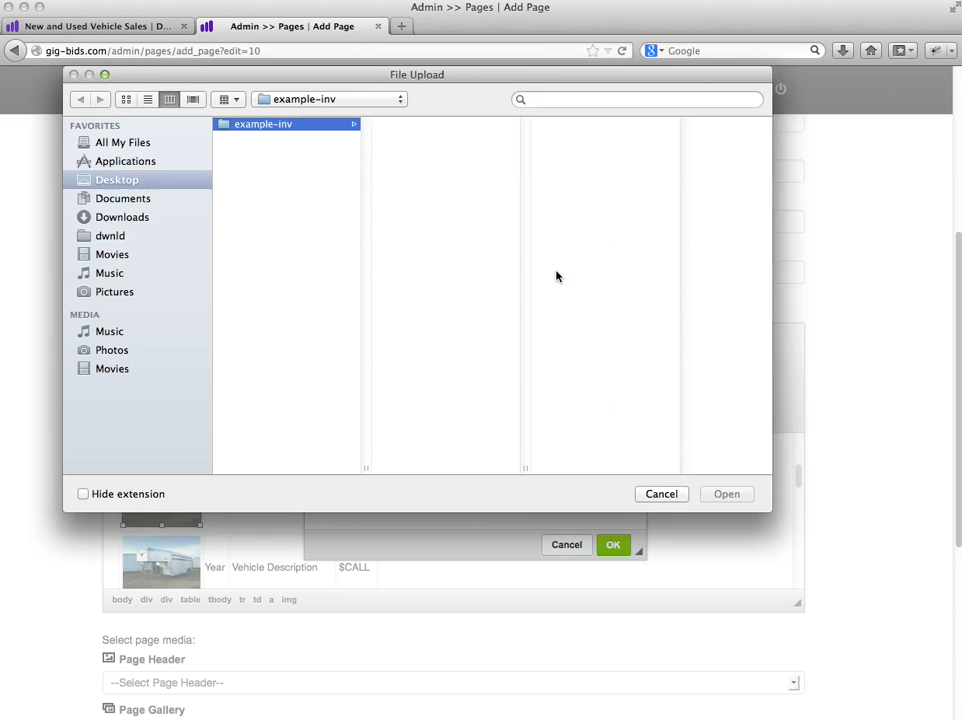 Admin >> Pages | Add Page
New and Used Vehicle Sales | D...
Admin >> Pages | Add Page
gig-bids.com/admin/pages/add_page?edit=10
Google
File Upload
example-inv
FAVORITES
All My Files
Applications
Desktop
Documents
Downloads
dwnld
Movies
Music
Pictures
MEDIA
Music
Photos
Movies
example-inv
Hide extension
Cancel
Open
Cancel
OK
Year Vehicle Description $CALL
body div div table tbody tr td a img
Select page media:
Page Header
--Select Page Header--
Page Gallery